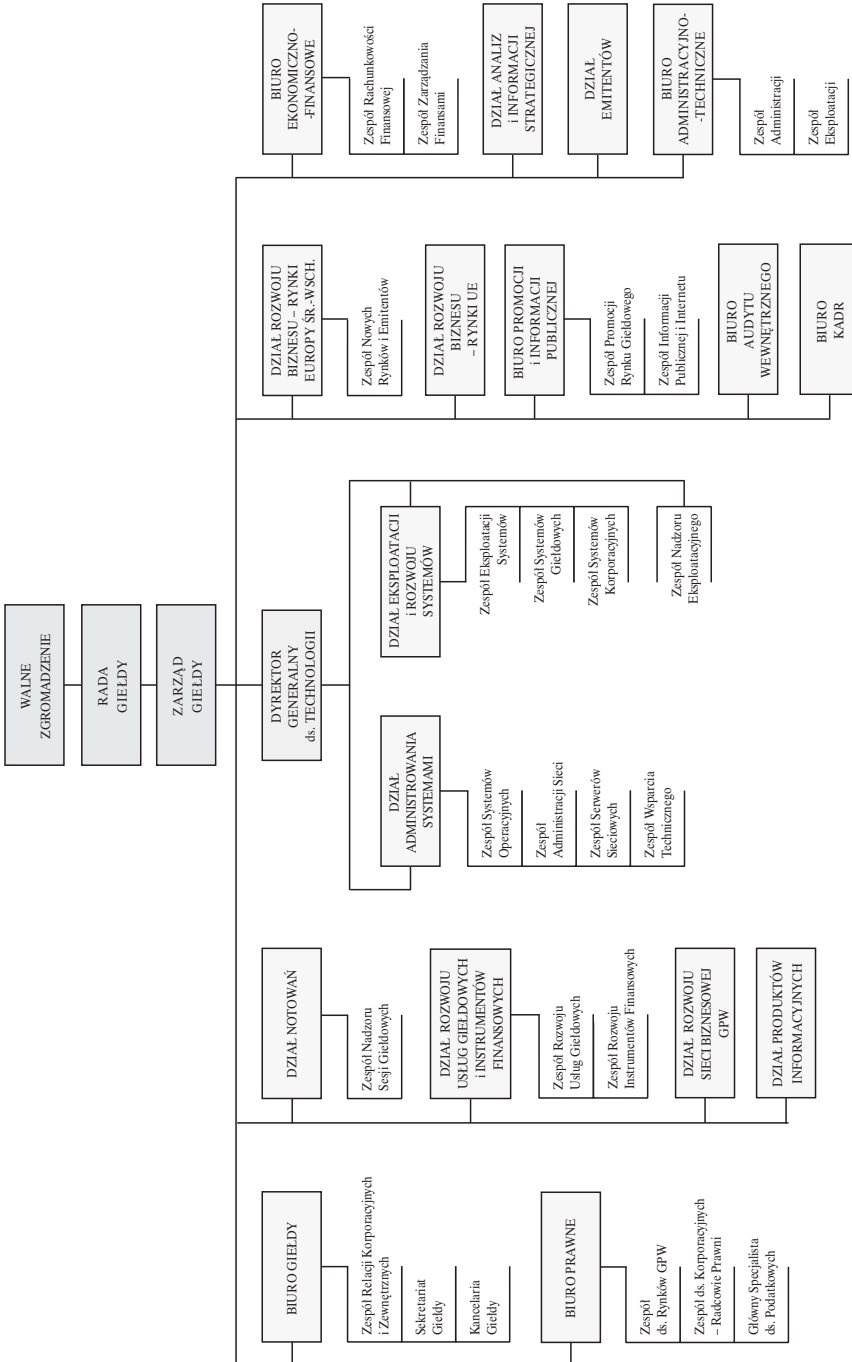 WALNE
ZGROMADZENIE
RADA
GIEŁDY
ZARZĄD
GIEŁDY
BIURO GIEŁDY
Zespół Relacji Korporacyjnych
i Zewnętrznych
Sekretariat
Giełdy
Kancelaria
Giełdy
BIURO PRAWNE
Zespół
ds. Rynków GPW
Zespół ds. Korporacyjnych
– Radcowie Prawni
Główny Specjalista
ds. Podatkowych
DZIAŁ NOTOWAŃ
Zespół Nadzoru
Sesji Giełdowych
DZIAŁ ROZWOJU
USŁUG GIEŁDOWYCH
i INSTRUMENTÓW
FINANSOWYCH
Zespół Rozwoju
Usług Giełdowych
Zespół Rozwoju
Instrumentów Finansowych
DZIAŁ ROZWOJU
SIECI BIZNESOWEJ
GPW
DZIAŁ PRODUKTÓW
INFORMACYJNYCH
DYREKTOR
GENERALNY
ds. TECHNOLOGII
DZIAŁ
ADMINISTROWANIA
SYSTEMAMI
Zespół Systemów
Operacyjnych
Zespół
Administracji Sieci
Zespół Serwerów
Sieciowych
Zespół Wsparcia
Technicznego
DZIAŁ EKSPLOATACJI
i ROZWOJU
SYSTEMÓW
Zespół Eksploatacji
Systemów
Zespół Systemów
Giełdowych
Zespół Systemów
Korporacyjnych
Zespół Nadzoru
Eksploatacyjnego
DZIAŁ ROZWOJU
BIZNESU – RYNKI
EUROPY ŚR.-WSCH.
Zespół Nowych
Rynków i Emitentów
DZIAŁ ROZWOJU
BIZNESU
– RYNKI UE
BIURO PROMOCJI
i INFORMACJI
PUBLICZNEJ
Zespół Promocji
Rynku Giełdowego
Zespół Informacji
Publicznej i Internetu
BIURO
AUDYTU
WEWNĘTRZNEGO
BIURO
KADR
BIURO
EKONOMICZNO-
-FINANSOWE
Zespół Rachunkowości
Finansowej
Zespół Zarządzania
Finansami
DZIAŁ ANALIZ
i INFORMACJI
STRATEGICZNEJ
DZIAŁ
EMITENTÓW
BIURO
ADMINISTRACYJNO-
-TECHNICZNE
Zespół
Administracji
Zespół
Eksploatacji